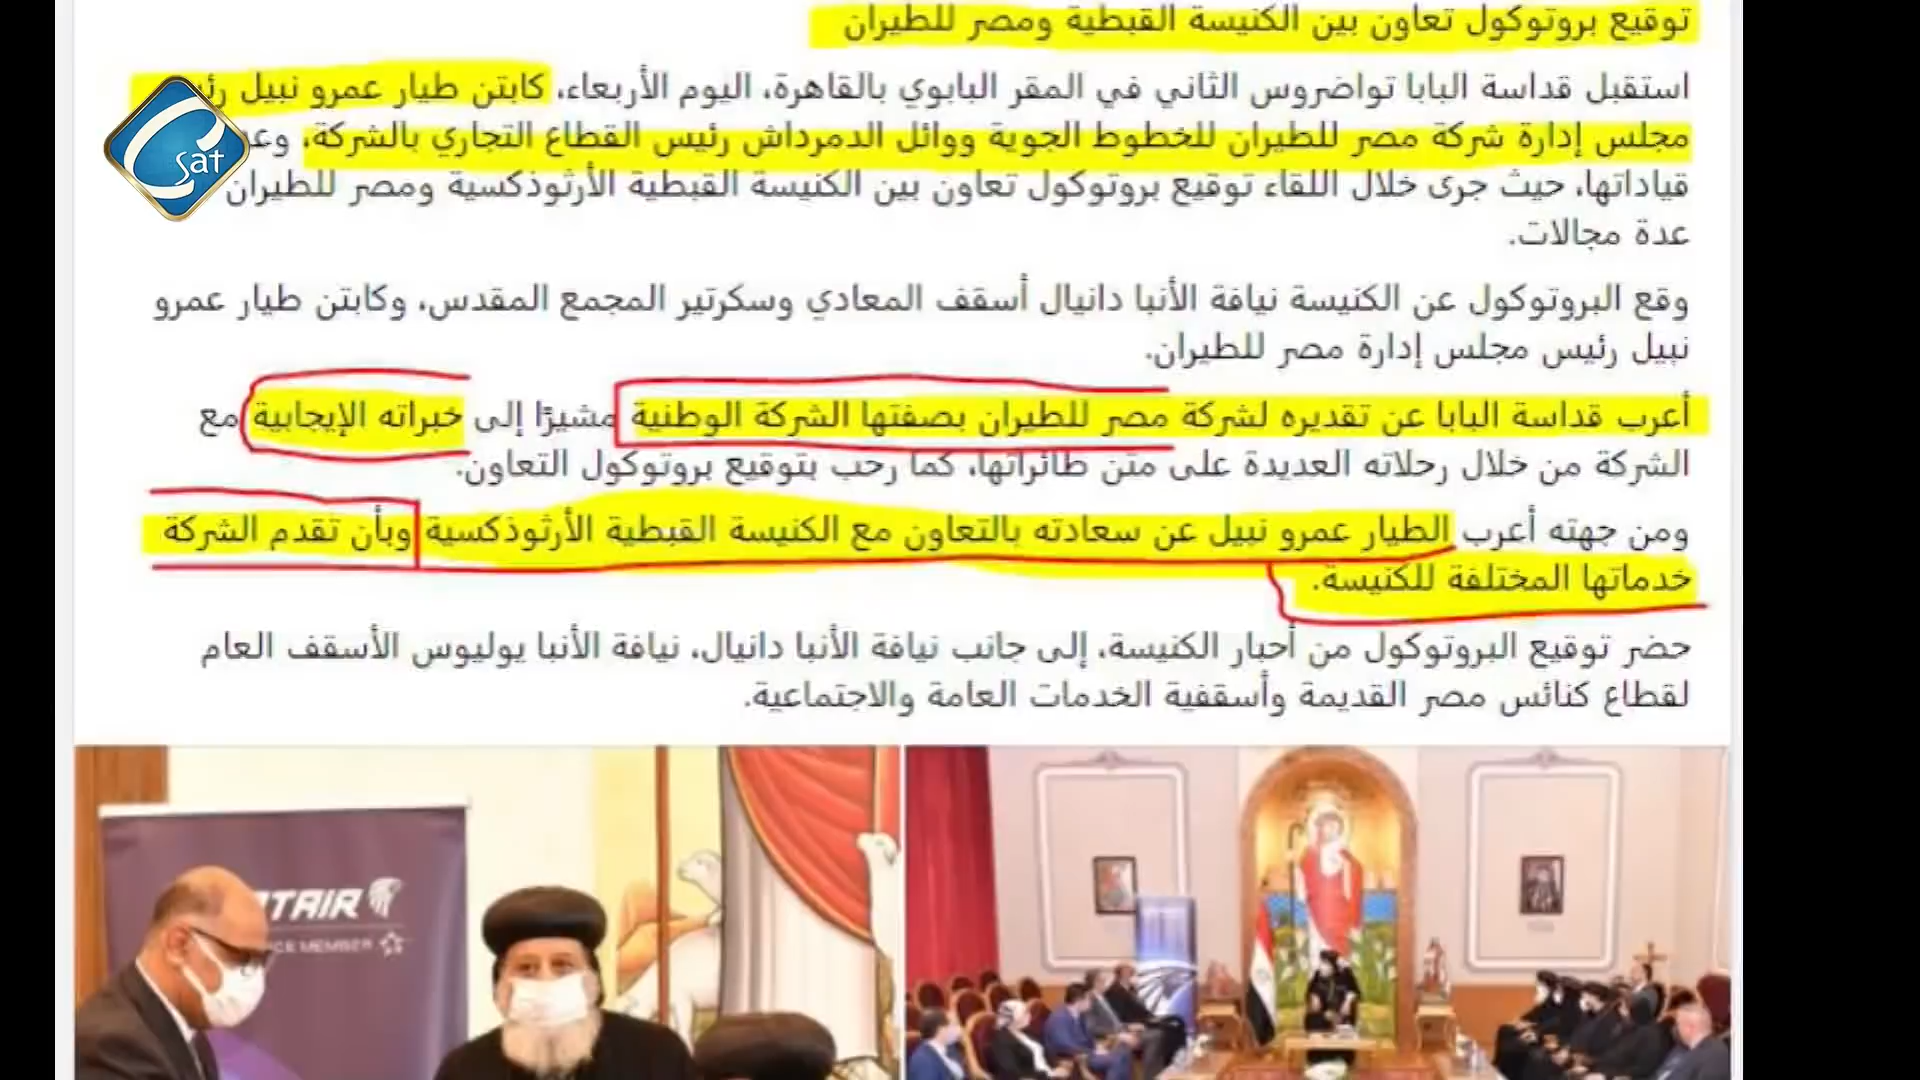 توقيع بروتوكول تعاون بين الكنيسة القبطية ومصر للطيران
استقبل قداسة البابا تواضروس الثاني في المقر البابوي بالقاهرة، اليوم الأربعاء، كابتن طيار عمرو نبيل
مجلس إدارة شركة مصر للطيران للخطوط الجوية ووائل الدمرداش رئيس القطاع التجاري بالشركة،
قياداتها، حيث جرى خلال اللقاء توقيع بروتوكول تعاون بين الكنيسة القبطية الأرثوذكسية ومصر للطيران
عدة مجالات.
وقع البروتوكول عن الكنيسة نيافة الأنبا دانيال أسقف المعادي وسكرتير المجمع المقدس، وكابتن طيار عمرو
نبيل رئيس مجلس إدارة مصر للطيران.
أعرب قداسة البابا عن تقديره لشركة مصر للطيران بصفتها الشركة الوطنية مشيرًا إلى خبراته الإيجابية مع
الشركة من خلال رحلاته العديدة على متن طائراتها، كما رحب بتوقيع بروتوكول التعاون.
ومن جهته أعرب الطيار عمرو نبيل عن سعادته بالتعاون مع الكنيسة القبطية الأرثوذكسية وبأن تقدم الشركة
خدماتها المختلفة للكنيسة.
حضر توقيع البروتوكول من أحبار الكنيسة، إلى جانب نيافة الأنبا دانيال، نيافة الأنبا يوليوس الأسقف العام
لقطاع كنائس مصر القديمة وأسقفية الخدمات العامة والاجتماعية.
C sat
MEMBER